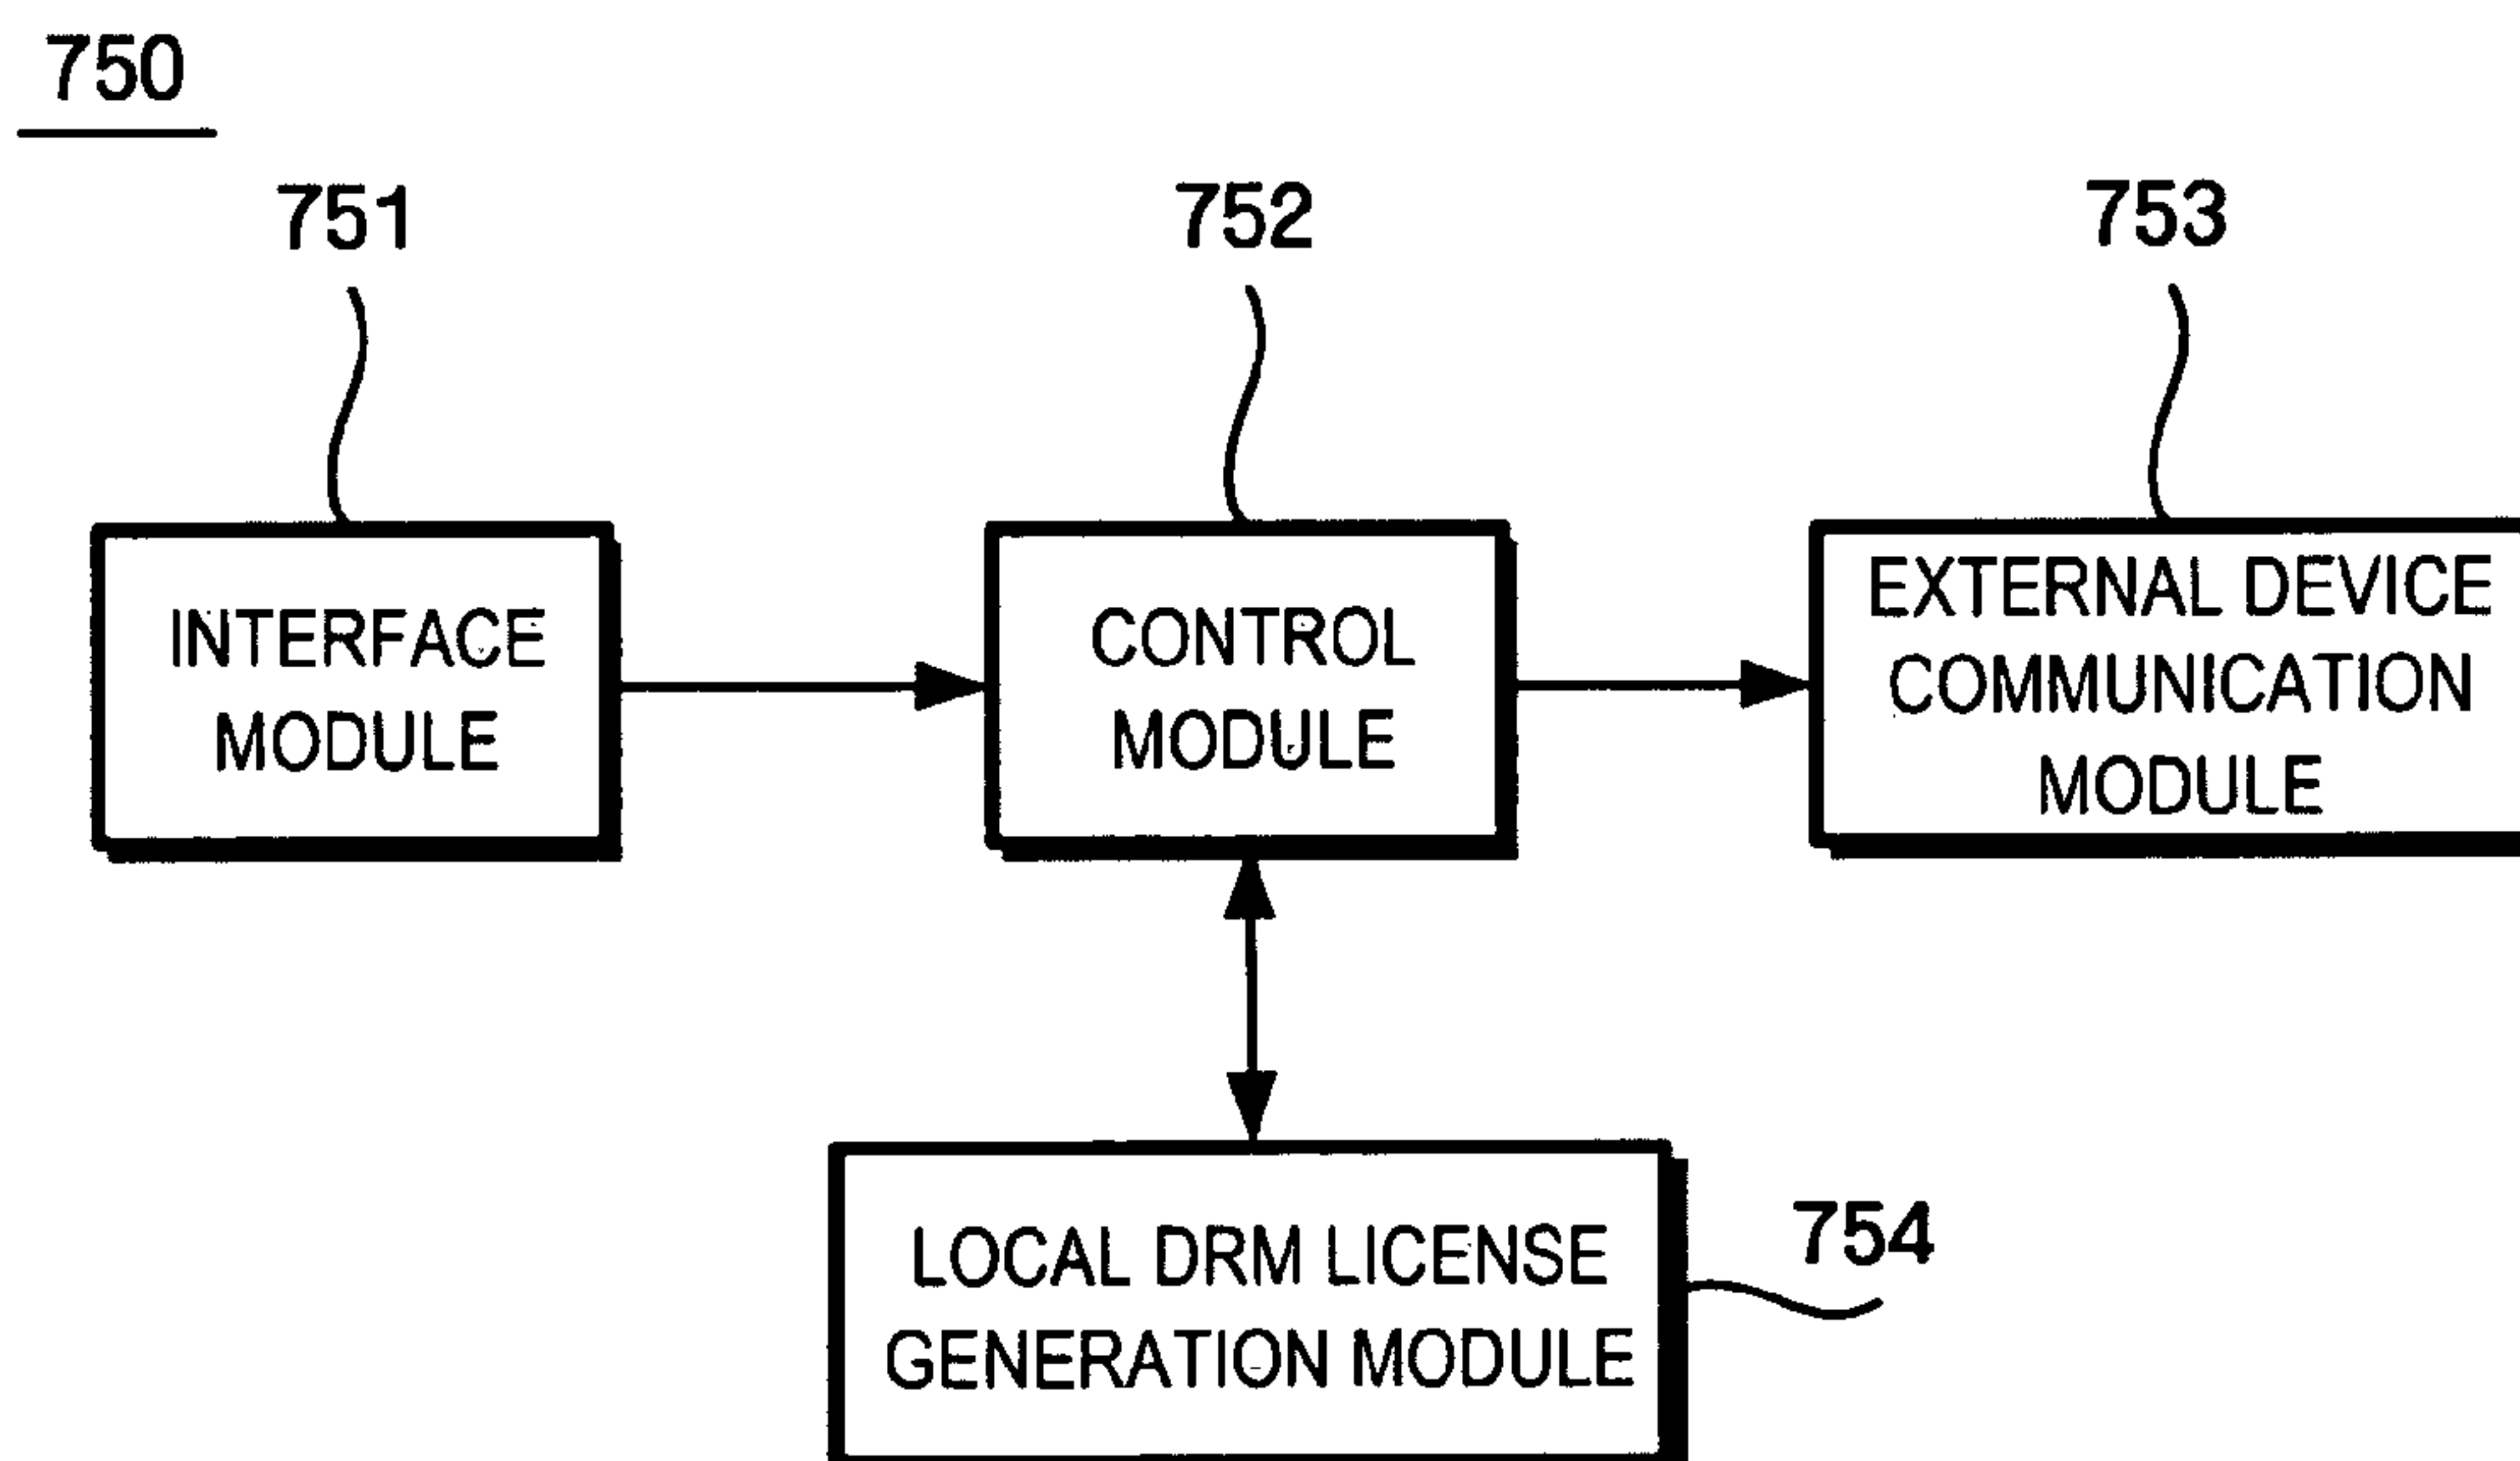 750
751
752
753
INTERFACE
MODULE
CONTROL
MODULE
EXTERNAL DEVICE
COMMUNICATION
MODULE
LOCAL DRM LICENSE
GENERATION MODULE
754